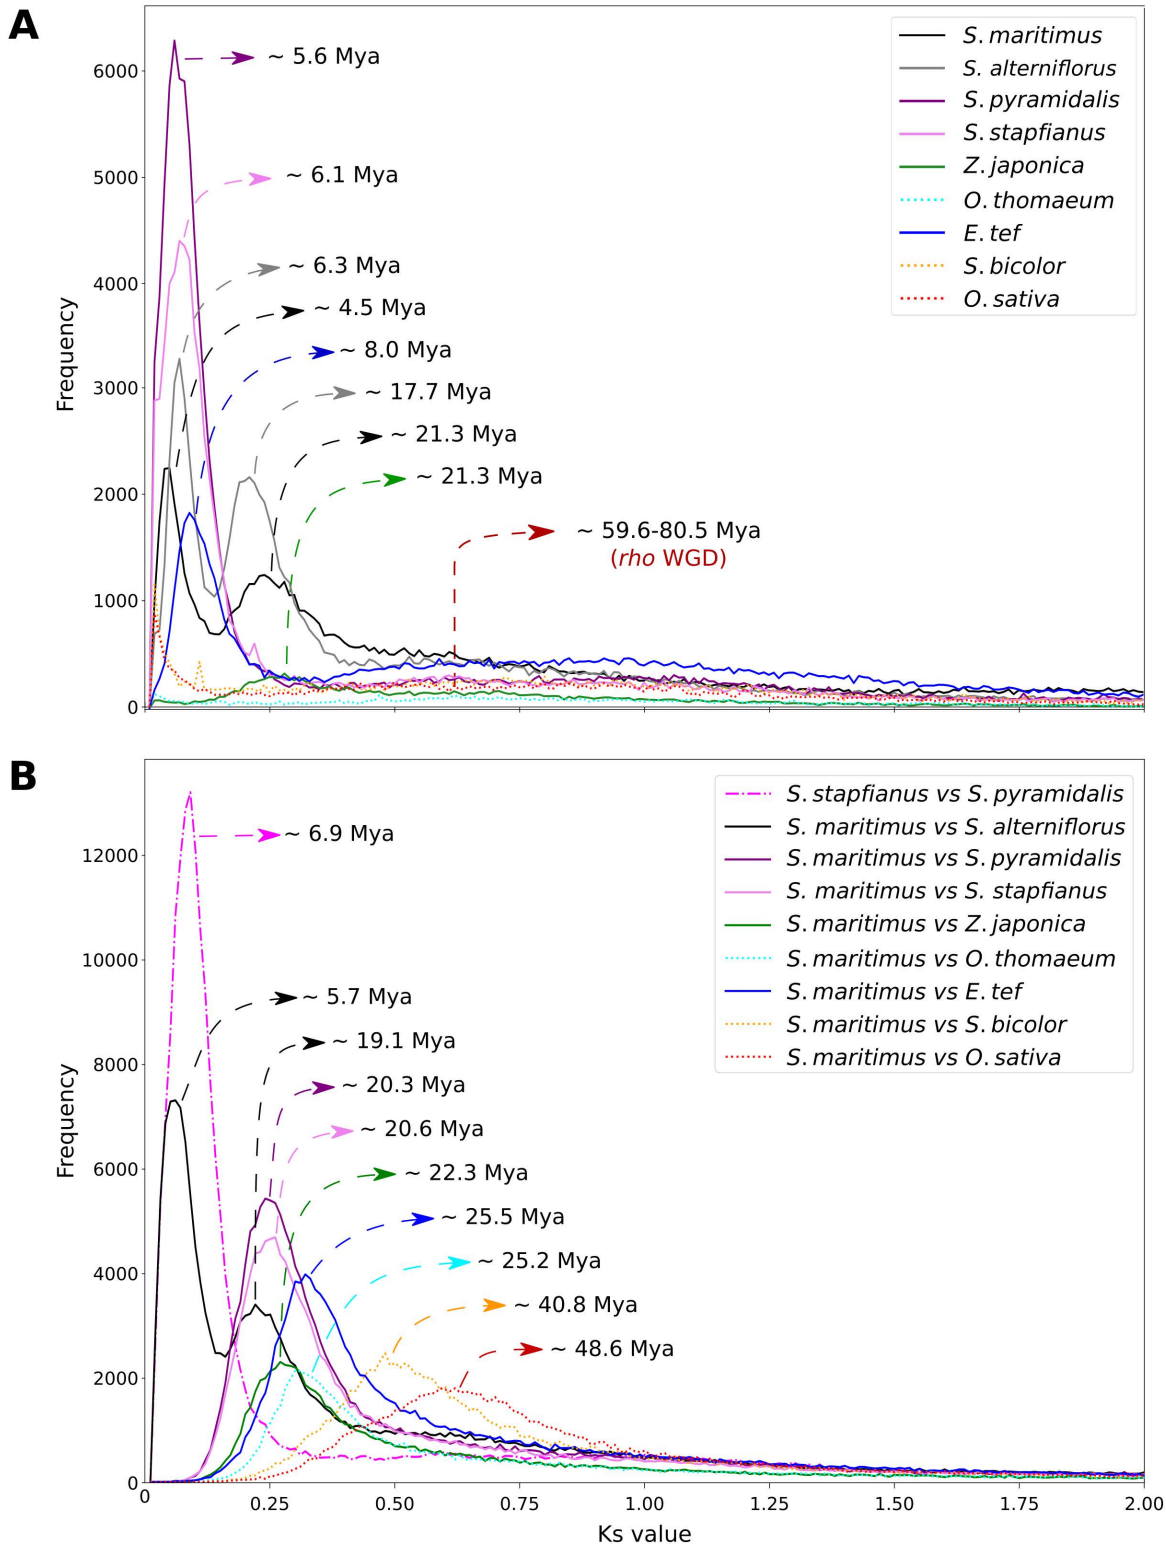 A
Frequency
6000
5000
4000
3000
2000
1000
0
~ 5.6 Mya
~ 6.1 Mya
~ 6.3 Mya
~ 4.5 Mya
~ 8.0 Mya
~ 17.7 Mya
~ 21.3 Mya
~ 21.3 Mya
~ 59.6-80.5 Mya
(rho WGD)
S. maritimus
S. alterniflorus
S. pyramidalis
S. stapfianus
Z. japonica
O. thomaeum
E. tef
S. bicolor
O. sativa
B
Frequency
12000
10000
8000
6000
4000
2000
0
~ 6.9 Mya
~ 5.7 Mya
~ 19.1 Mya
~ 20.3 Mya
~ 20.6 Mya
~ 22.3 Mya
~ 25.5 Mya
~ 25.2 Mya
~ 40.8 Mya
~ 48.6 Mya
S. stapfianus vs S. pyramidalis
S. maritimus vs S. alterniflorus
S. maritimus vs S. pyramidalis
S. maritimus vs S. stapfianus
S. maritimus vs Z. japonica
S. maritimus vs O. thomaeum
S. maritimus vs E. tef
S. maritimus vs S. bicolor
S. maritimus vs O. sativa
0 0.25 0.50 0.75 1.00 1.25 1.50 1.75 2.00
Ks value